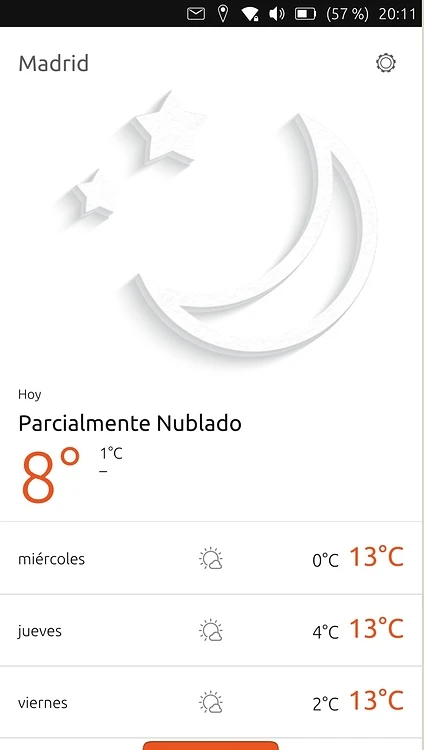 (57 %) 20:11
Madrid
Hoy
Parcialmente Nublado
8° 1°C
–
miércoles 0°C 13°C
jueves 4°C 13°C
viernes 2°C 13°C